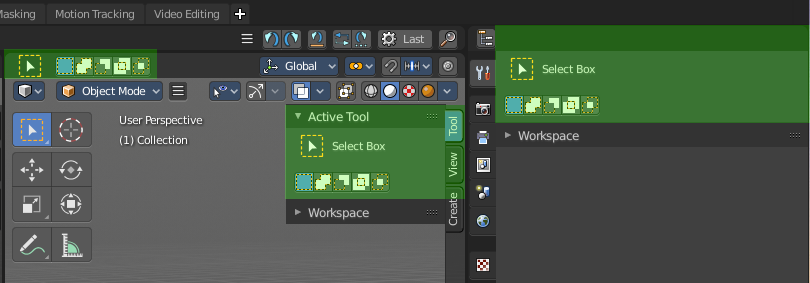 Masking Motion Tracking Video Editing +
Last
Global
Select Box
Object Mode
User Perspective
(1) Collection
Active Tool
Select Box
Workspace
Tool
View
Create
Workspace